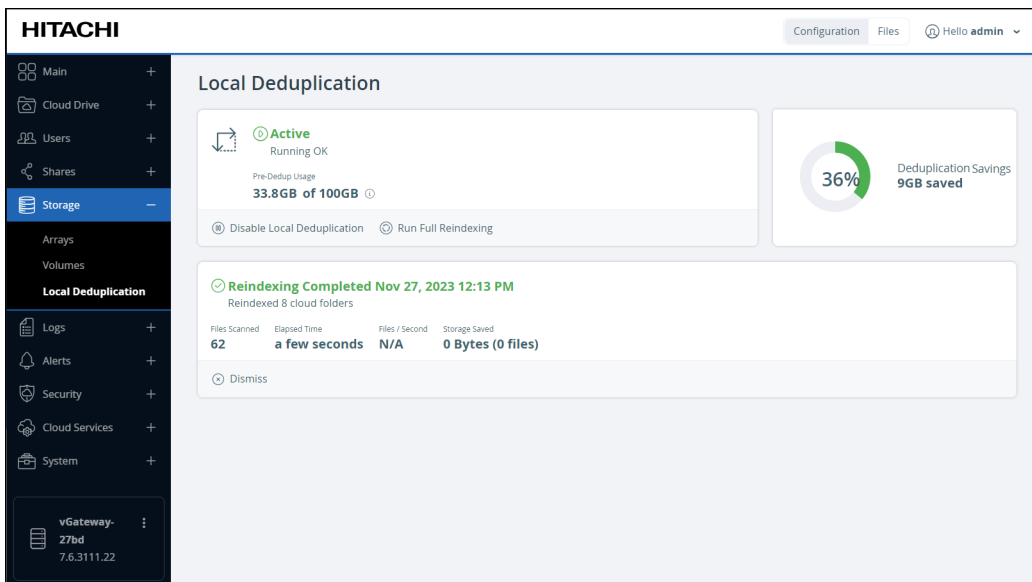 HITACHI
Configuration Files Hello admin
Main
Cloud Drive
Users
Shares
Storage
Arrays
Volumes
Local Deduplication
Logs
Alerts
Security
Cloud Services
System
vGateway-
27bd
7.6.3111.22
Local Deduplication
Active
Running OK
Pre-Dedup Usage
33.8GB of 100GB
Disable Local Deduplication Run Full Reindexing
36%
Deduplication Savings
9GB saved
Reindexing Completed Nov 27, 2023 12:13 PM
Reindexed 8 cloud folders
Files Scanned Elapsed Time Files / Second Storage Saved
62 a few seconds N/A 0 Bytes (0 files)
Dismiss